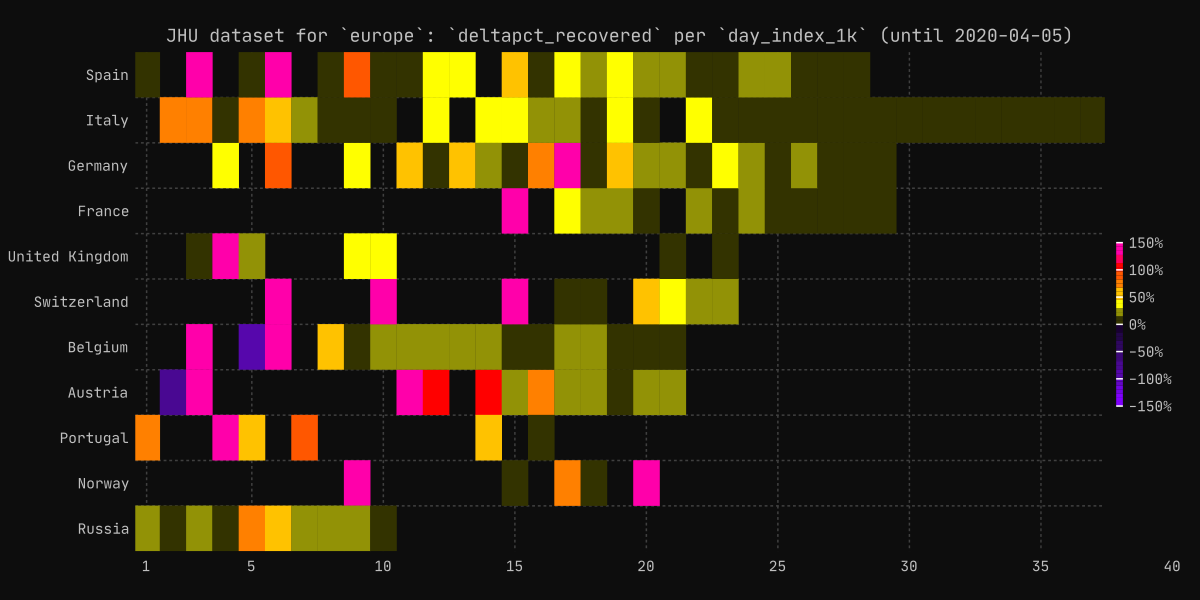 JHU dataset for `europe`: `deltapct_recovered` per `day_index_1k` (until 2020-04-05)
Spain
Italy
Germany
France
United Kingdom
Switzerland
Belgium
Austria
Portugal
Norway
Russia
150%
100%
50%
0%
-50%
-100%
-150%
1 5 10 15 20 25 30 35 40